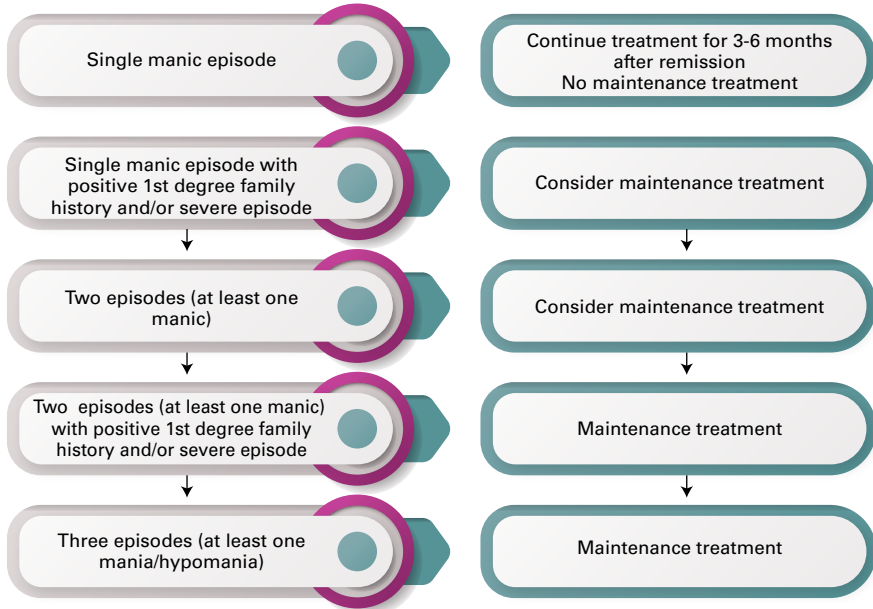 Single manic episode
Continue treatment for 3-6 months
after remission
No maintenance treatment
Single manic episode with
positive 1st degree family
history and/or severe episode
Consider maintenance treatment
Two episodes (at least one
manic)
Consider maintenance treatment
Two episodes (at least one manic)
with positive 1st degree family
history and/or severe episode
Maintenance treatment
Three episodes (at least one
mania/hypomania)
Maintenance treatment